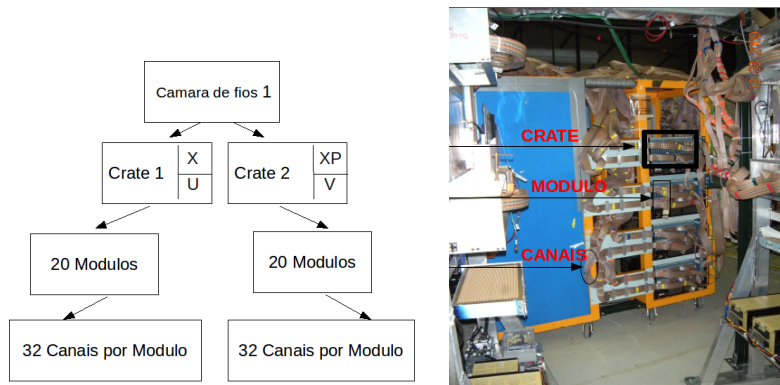 Camara de fios 1
Crate 1
X
U
Crate 2
XP
V
20 Modulos
20 Modulos
32 Canais por Modulo
32 Canais por Modulo
CRATE
MODULO
CANAIS